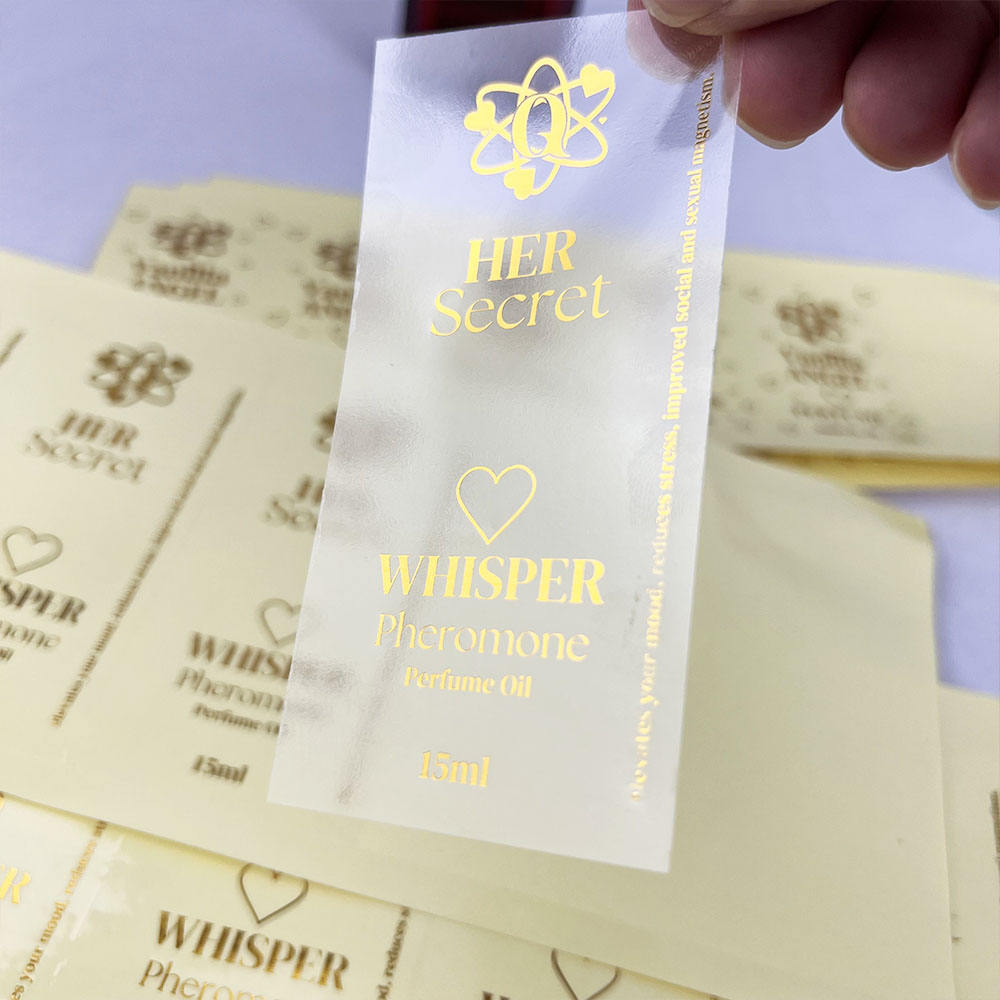 Q
HER
Secret
WHISPER
Pheromone
Perfume Oil
15ml
elevates your mood, reduces stress, improved social and sexual magnetism.
HER
Secret
WHISPER
Pheromone
Perfume Oil
15ml
WHISPER
Pheromone